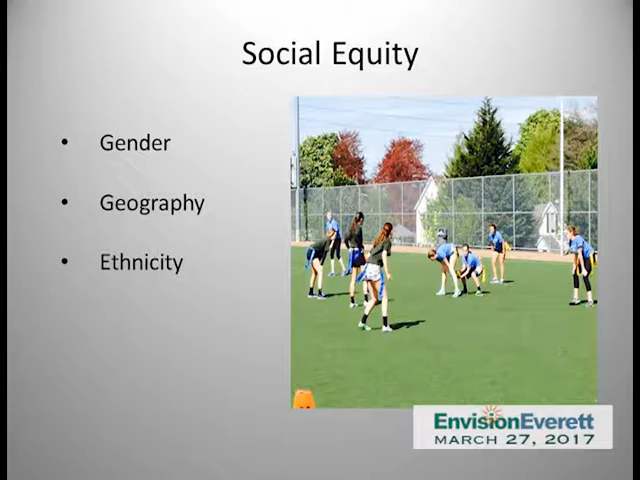 Social Equity
• Gender
• Geography
• Ethnicity
EnvisionEverett
MARCH 27, 2017